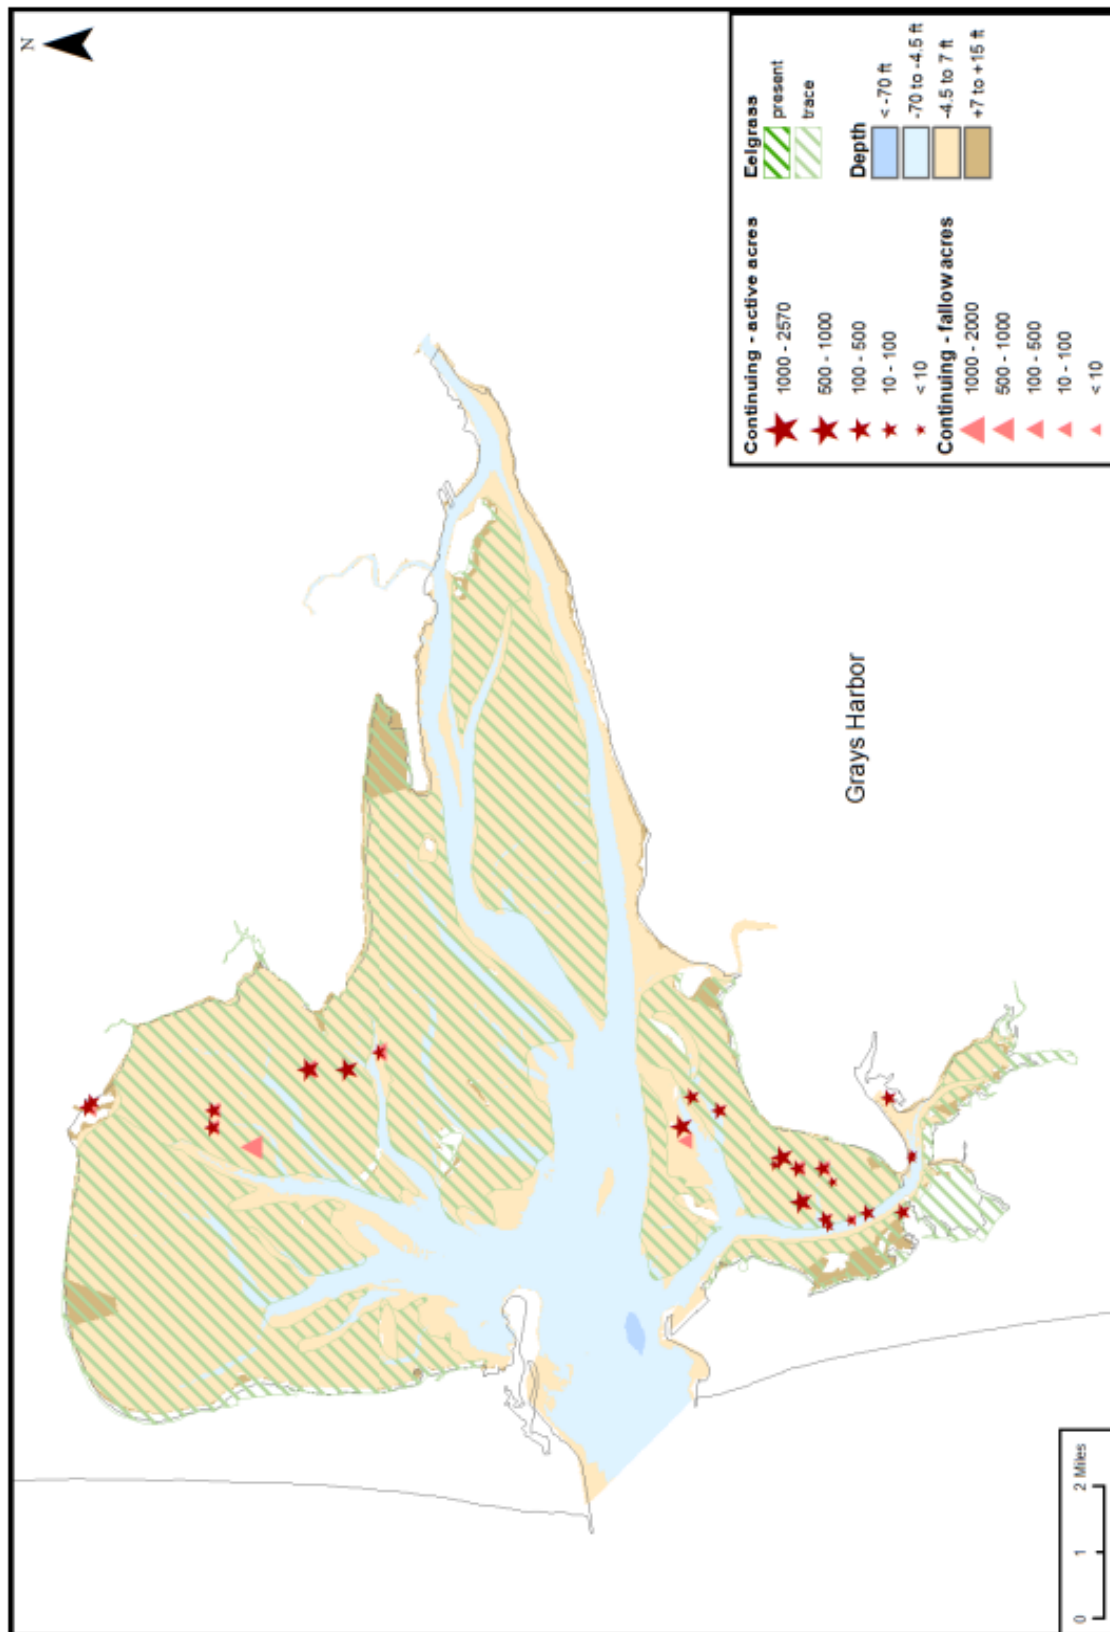 N
Grays Harbor
Continuing - active acres
1000 - 2570
500 - 1000
100 - 500
10 - 100
< 10
Continuing - fallow acres
1000 - 2000
500 - 1000
100 - 500
10 - 100
< 10
Eelgrass
present
trace
Depth
< -70 ft
-70 to -4.5 ft
-4.5 to 7 ft
+7 to +15 ft
0 1 2 Miles